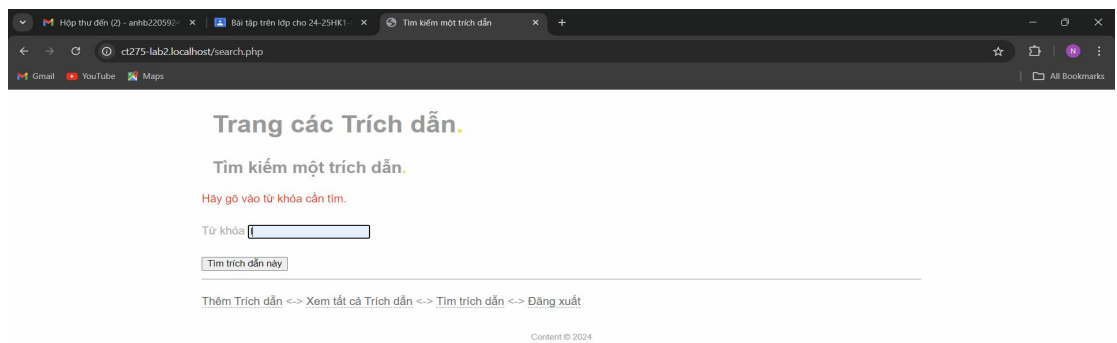 Hộp thư đến (2) - anhb220592
Bài tập trên lớp cho 24-25HK1-
Tìm kiếm một trích dẫn
ct275-lab2.localhost/search.php
N
Gmail YouTube Maps All Bookmarks
Trang các Trích dẫn.
Tìm kiếm một trích dẫn.
Hãy gõ vào từ khóa cần tìm.
Từ khóa
Tìm trích dẫn này
Thêm Trích dẫn <-> Xem tất cả Trích dẫn <-> Tìm trích dẫn <-> Đăng xuất
Content © 2024